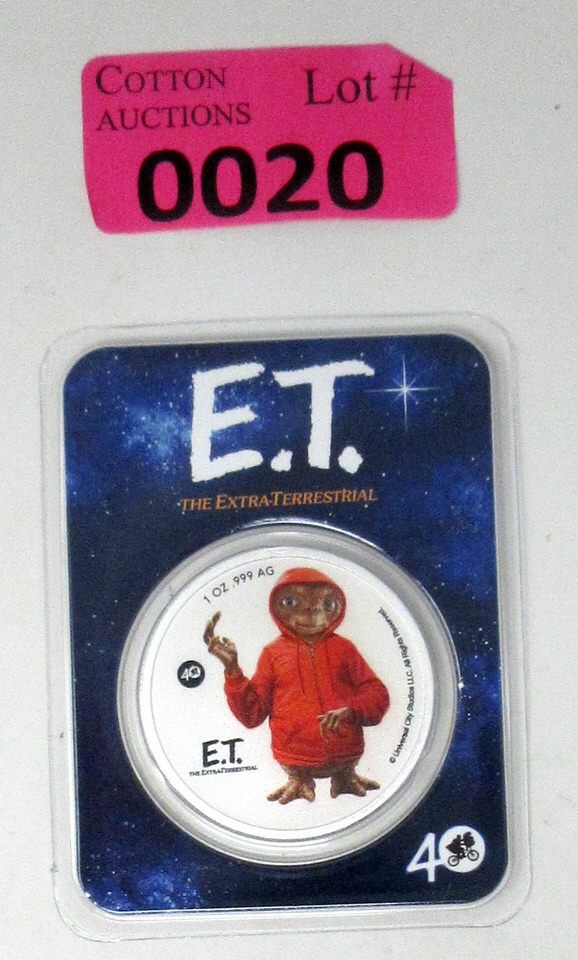 COTTON
AUCTIONS
Lot #
0020
E.T.
THE EXTRA-TERRESTRIAL
1 OZ .999 AG
40
E.T.
THE EXTRA-TERRESTRIAL
© Universal City Studios LLC. All Rights Reserved.
40